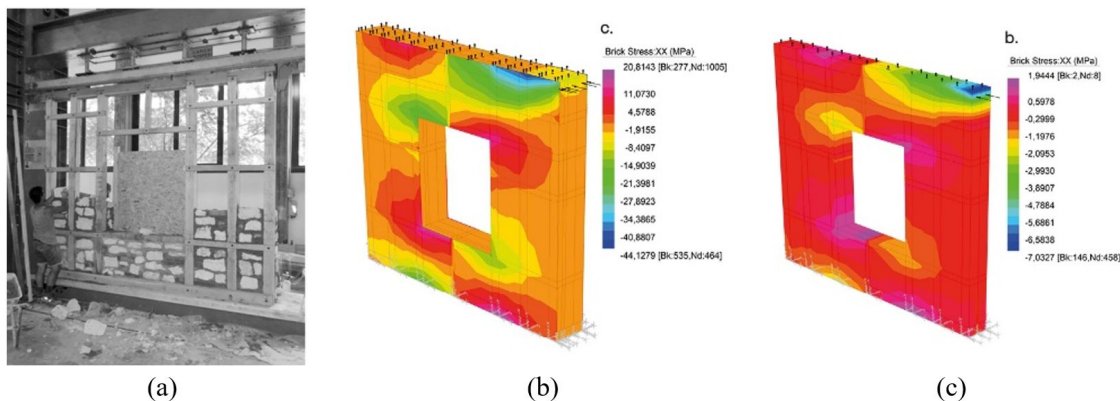 c.
Brick Stress:XX (MPa)
20,8143 [Bk:277,Nd:1005]
11,0730
4,5788
-1,9155
-8,4097
-14,9039
-21,3981
-27,8923
-34,3865
-40,8807
-44,1279 [Bk:535,Nd:464]
b.
Brick Stress:XX (MPa)
1,9444 [Bk:2,Nd:8]
0,5978
-0,2999
-1,1976
-2,0953
-2,9930
-3,8907
-4,7884
-5,6861
-6,5838
-7,0327 [Bk:146,Nd:458]
(a)
(b)
(c)